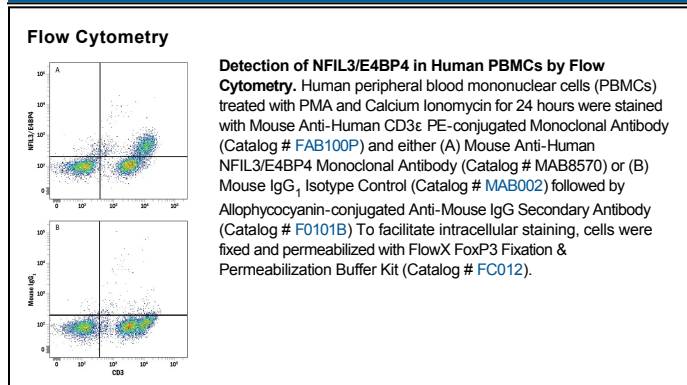 Flow Cytometry
Detection of NFIL3/E4BP4 in Human PBMCs by Flow
Cytometry. Human peripheral blood mononuclear cells (PBMCs)
treated with PMA and Calcium Ionomycin for 24 hours were stained
with Mouse Anti-Human CD3ε PE-conjugated Monoclonal Antibody
(Catalog # FAB100P) and either (A) Mouse Anti-Human
NFIL3/E4BP4 Monoclonal Antibody (Catalog # MAB8570) or (B)
Mouse IgG1 Isotype Control (Catalog # MAB002) followed by
Allophycocyanin-conjugated Anti-Mouse IgG Secondary Antibody
(Catalog # F0101B) To facilitate intracellular staining, cells were
fixed and permeabilized with FlowX FoxP3 Fixation &
Permeabilization Buffer Kit (Catalog # FC012).
A
NFIL3/E4BP4
10⁵
10⁴
10³
10²
0
0 10² 10³ 10⁴ 10⁵
B
Mouse IgG1
10⁵
10⁴
10³
10²
0
0 10² 10³ 10⁴ 10⁵
CD3